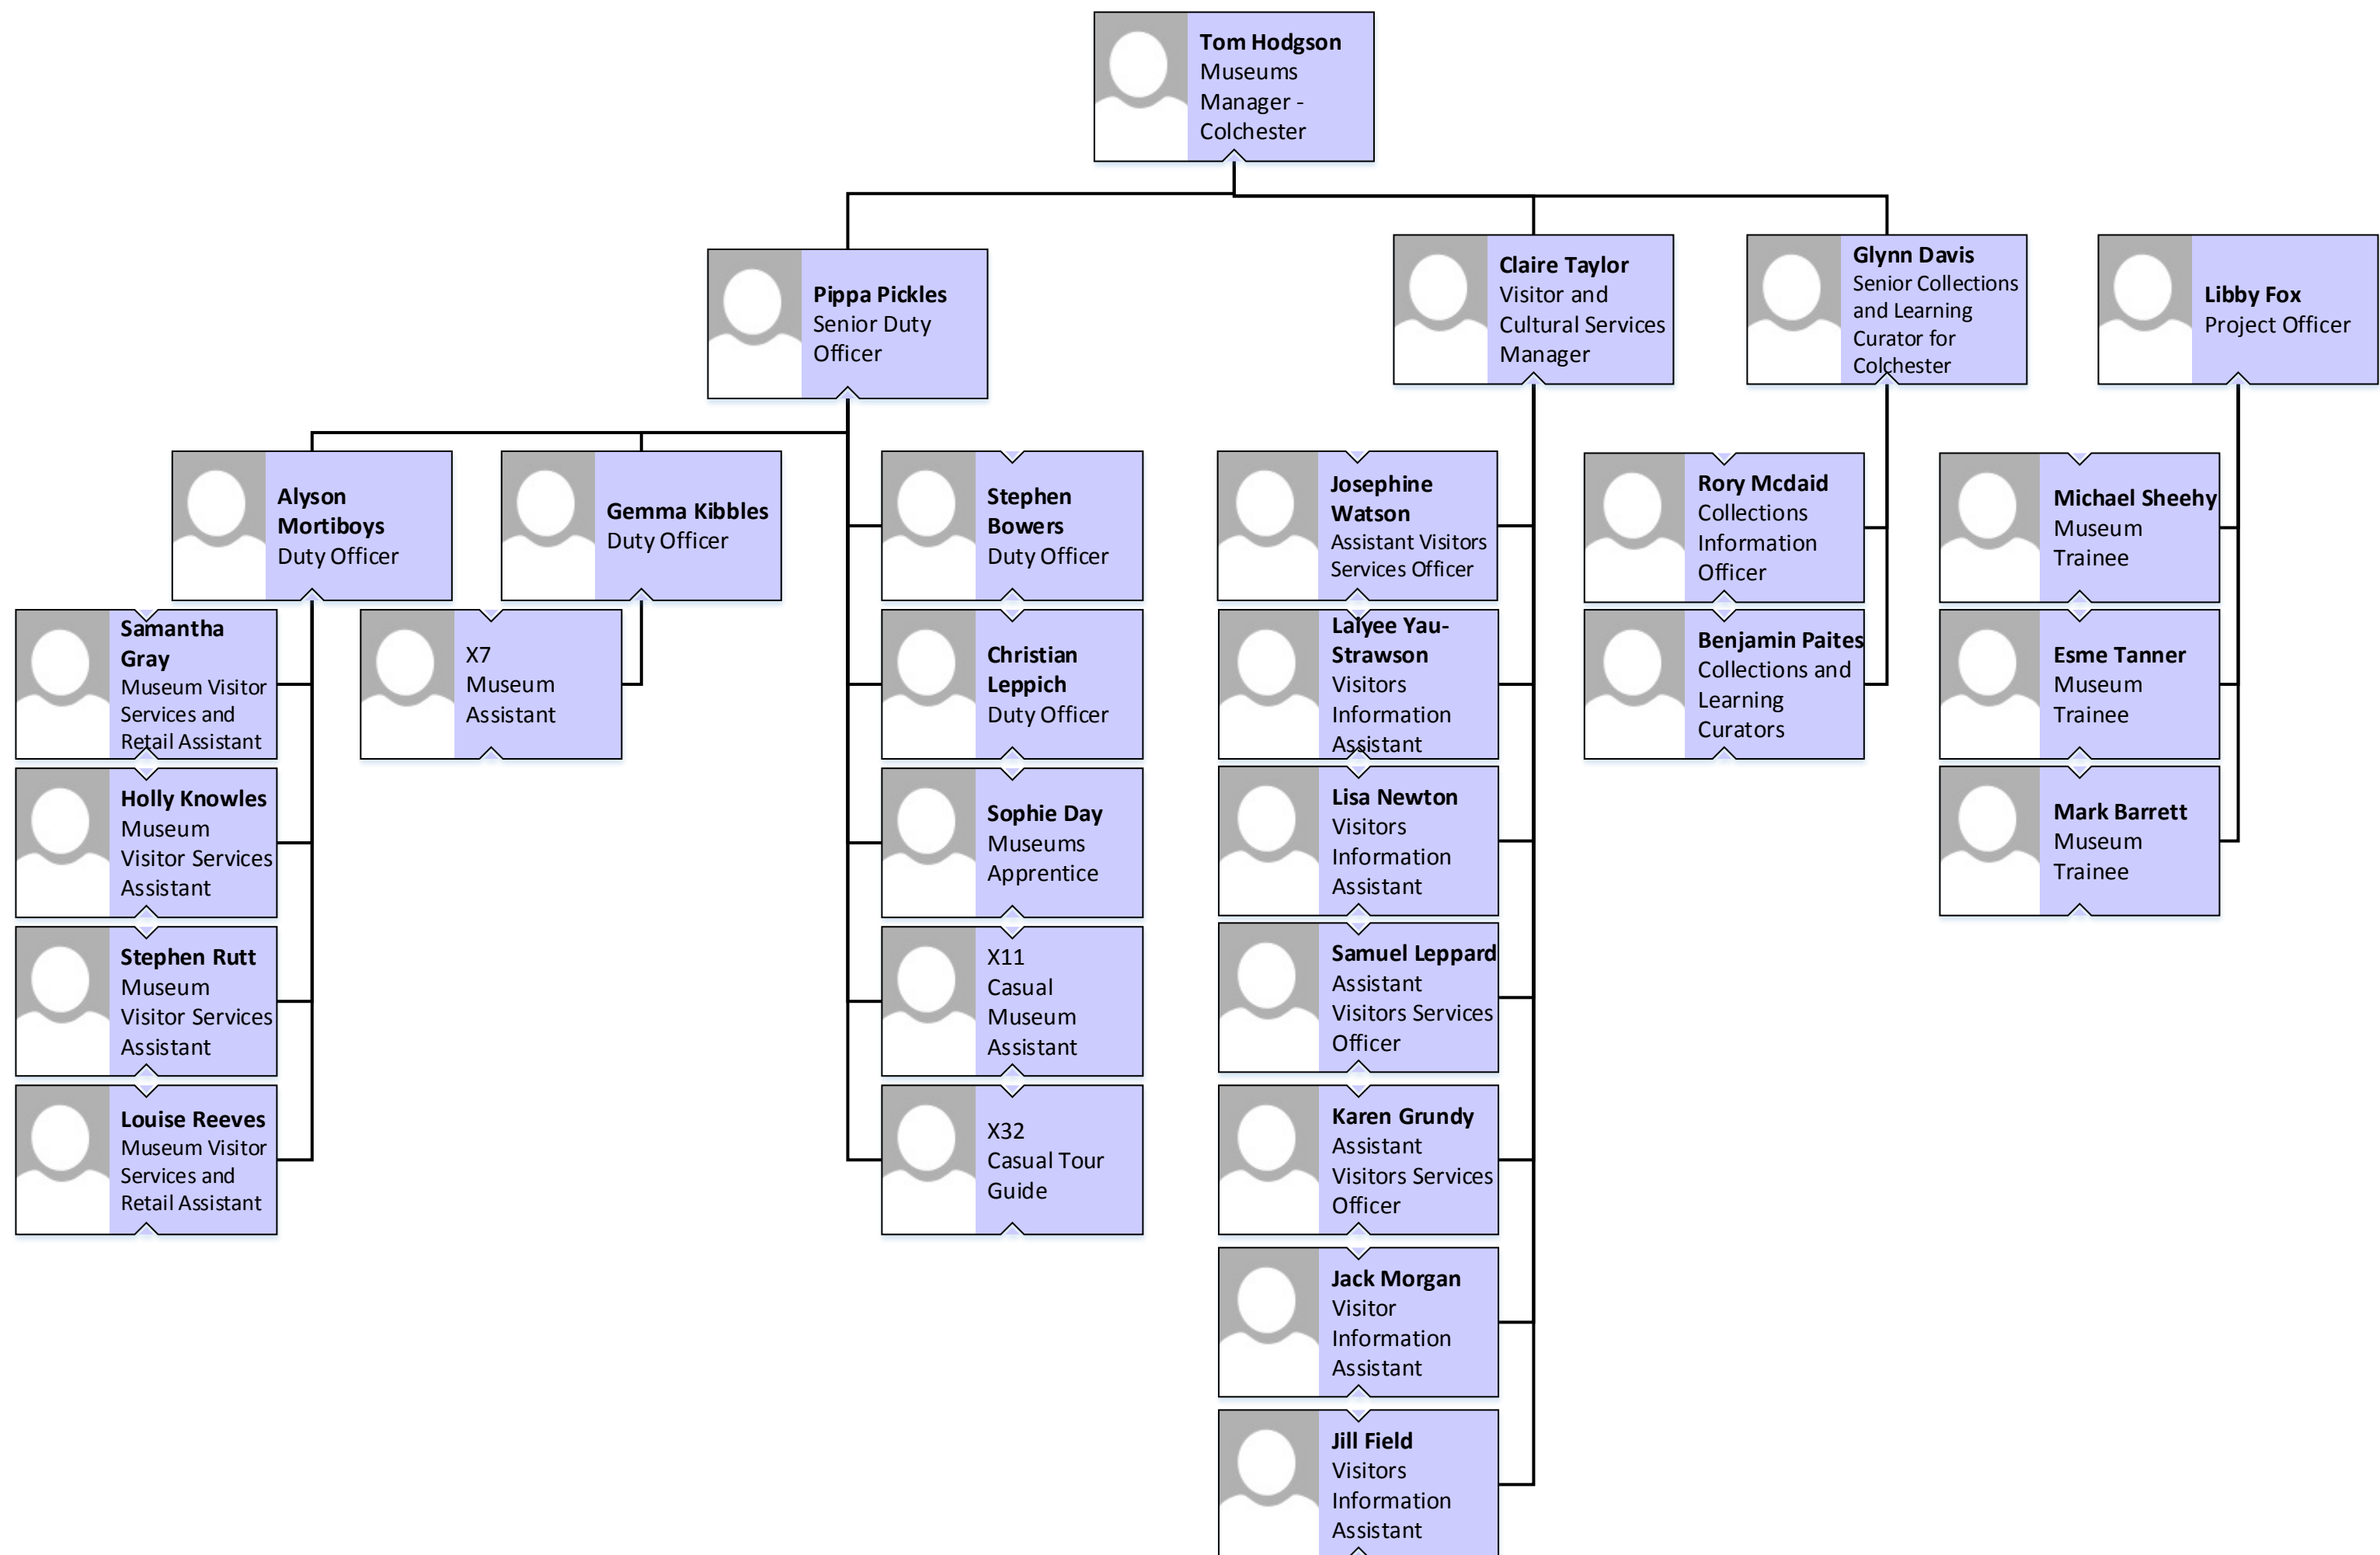 Tom Hodgson
Museums
Manager -
Colchester
Pippa Pickles
Senior Duty
Officer
Claire Taylor
Visitor and
Cultural Services
Manager
Glynn Davis
Senior Collections
and Learning
Curator for
Colchester
Libby Fox
Project Officer
Alyson
Mortiboys
Duty Officer
Gemma Kibbles
Duty Officer
Stephen
Bowers
Duty Officer
Josephine
Watson
Assistant Visitors
Services Officer
Rory Mcdaid
Collections
Information
Officer
Michael Sheehy
Museum
Trainee
Samantha
Gray
Museum Visitor
Services and
Retail Assistant
X7
Museum
Assistant
Christian
Leppich
Duty Officer
Lalyee Yau-
Strawson
Visitors
Information
Assistant
Benjamin Paites
Collections and
Learning
Curators
Esme Tanner
Museum
Trainee
Holly Knowles
Museum
Visitor Services
Assistant
Sophie Day
Museums
Apprentice
Lisa Newton
Visitors
Information
Assistant
Mark Barrett
Museum
Trainee
Stephen Rutt
Museum
Visitor Services
Assistant
X11
Casual
Museum
Assistant
Samuel Leppard
Assistant
Visitors Services
Officer
Louise Reeves
Museum Visitor
Services and
Retail Assistant
X32
Casual Tour
Guide
Karen Grundy
Assistant
Visitors Services
Officer
Jack Morgan
Visitor
Information
Assistant
Jill Field
Visitors
Information
Assistant